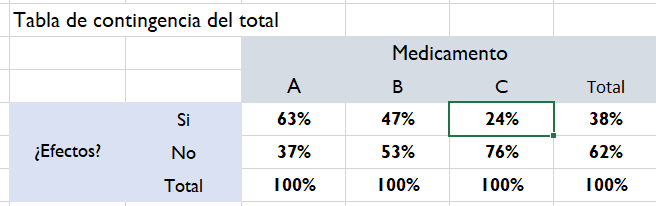 Tabla de contingencia del total
Medicamento
A B C Total
Si 63% 47% 24% 38%
¿Efectos? No 37% 53% 76% 62%
Total 100% 100% 100% 100%